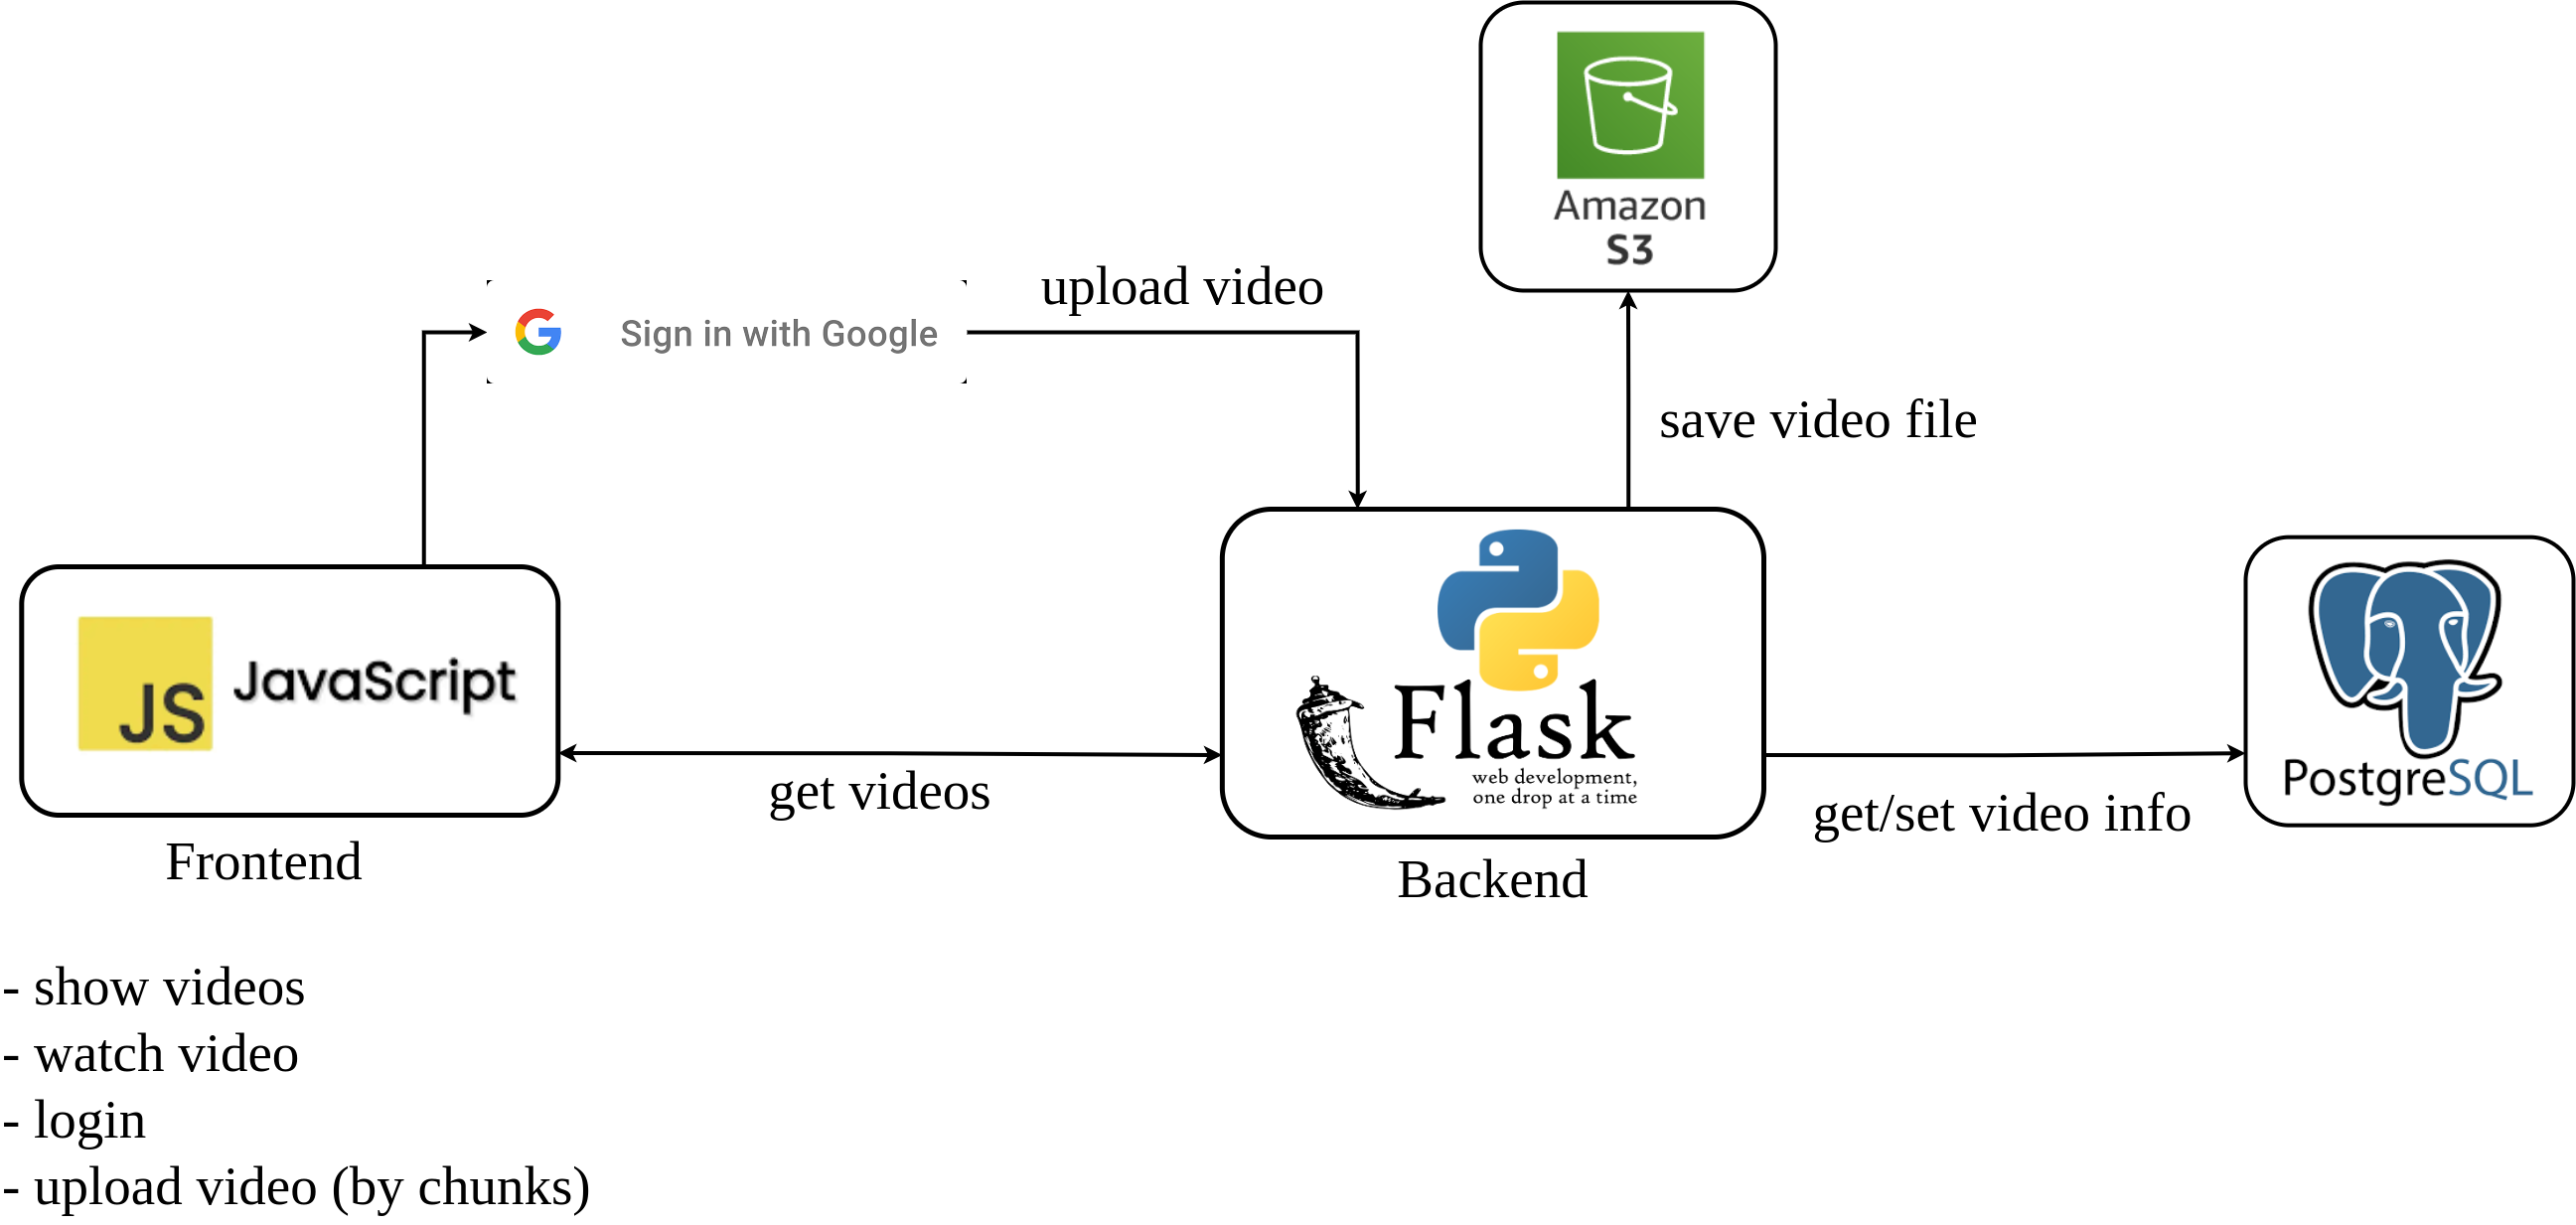 Amazon
S3
upload video
Sign in with Google
save video file
JS
JavaScript
Flask
web development,
one drop at a time
PostgreSQL
get videos
get/set video info
Frontend
Backend
- show videos
- watch video
- login
- upload video (by chunks)